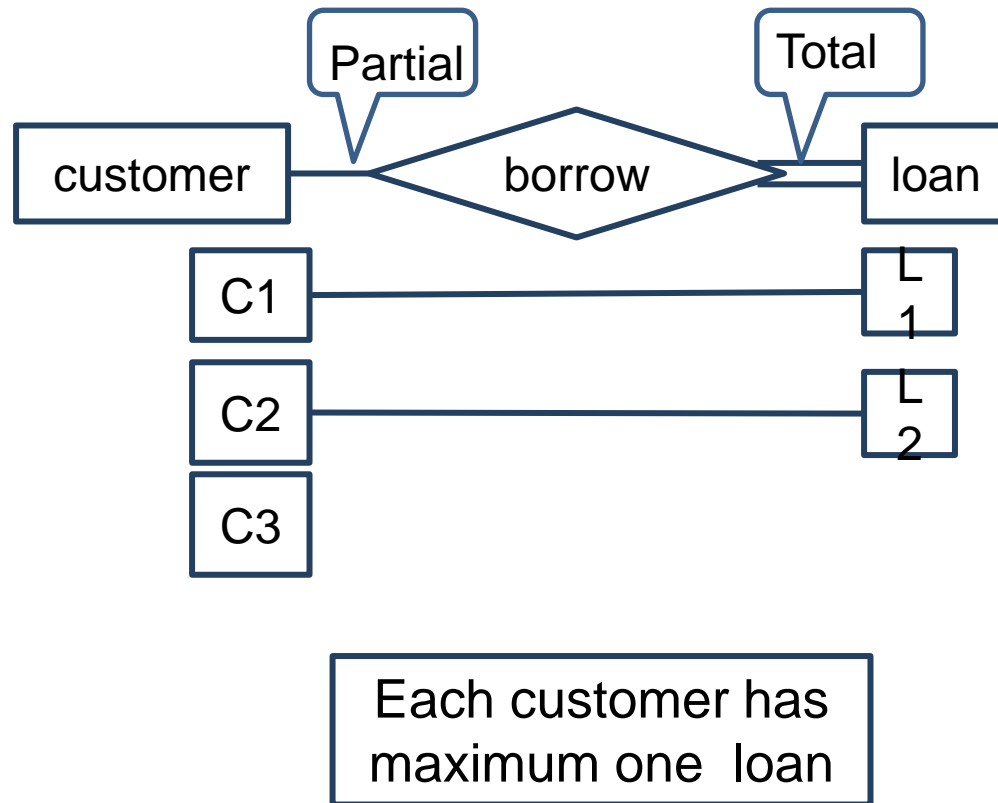 Partial
Total
customer
borrow
loan
C1
L
1
C2
L
2
C3
Each customer has
maximum one loan